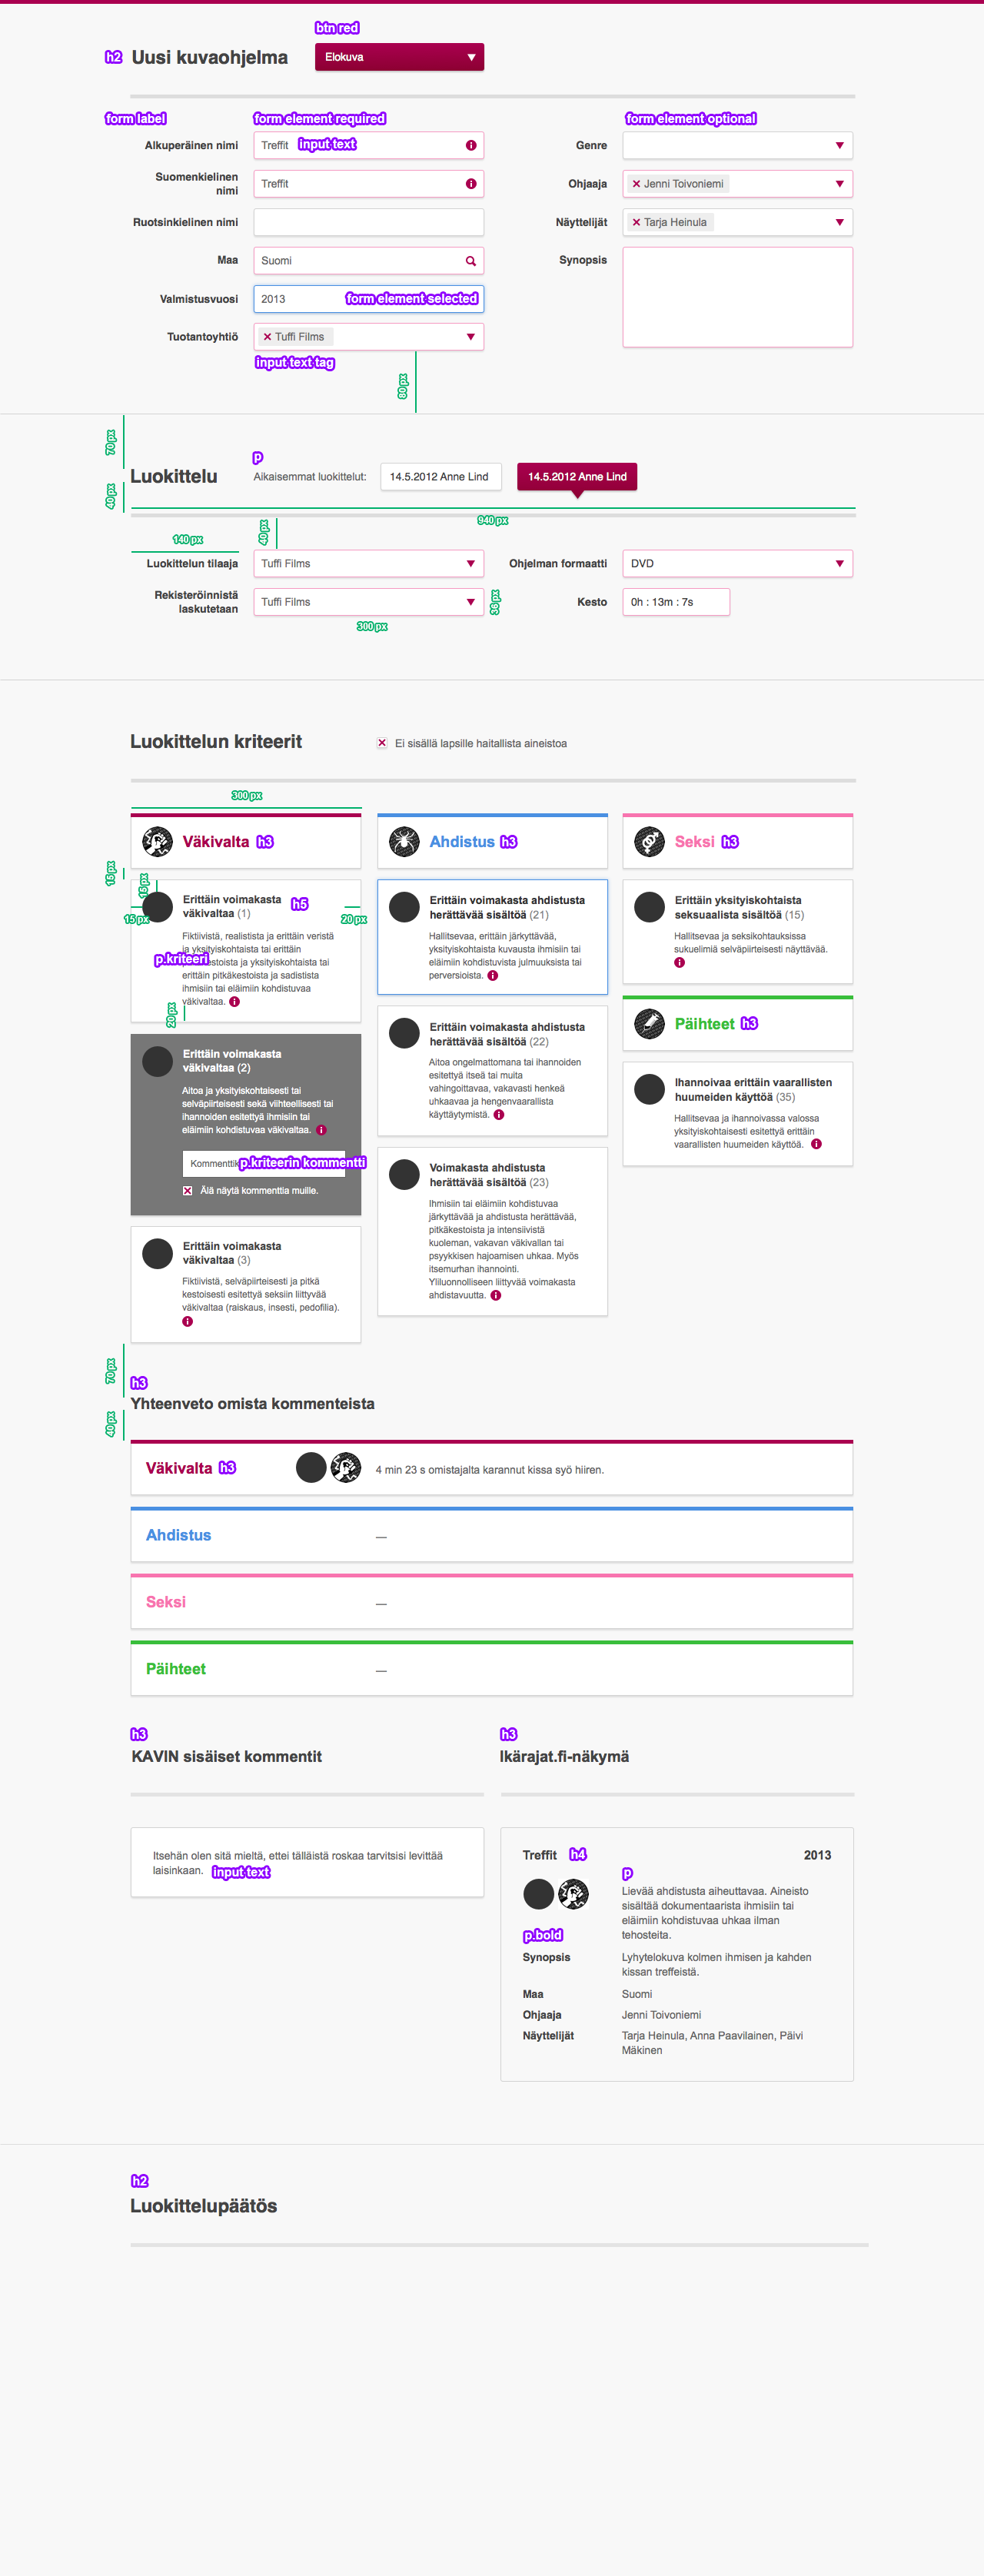 btn red
h2 Uusi kuvaohjelma Elokuva
form label form element required form element optional
Alkuperäinen nimi Treffit input text Genre
Suomenkielinen nimi Treffit Ohjaaja Jenni Toivoniemi
Ruotsinkielinen nimi Näyttelijät Tarja Heinula
Maa Suomi Synopsis
Valmistusvuosi 2013 form element selected
Tuotantoyhtiö Tuffi Films
input text tag
80 px
70 px
p
Luokittelu Aikaisemmat luokittelut: 14.5.2012 Anne Lind 14.5.2012 Anne Lind
40 px
940 px
40 px
140 px
Luokittelun tilaaja Tuffi Films Ohjelman formaatti DVD
Rekisteröinnistä laskutetaan Tuffi Films 36 px Kesto 0h : 13m : 7s
300 px
Luokittelun kriteerit Ei sisällä lapsille haitallista aineistoa
300 px
Väkivalta h3
15 px
15 px
Erittäin voimakasta
väkivaltaa (1)
h5
15 px 20 px
Fiktiivistä, realistista ja erittäin veristä
ja yksityiskohtaista tai erittäin
p.kriteeri estoista ja yksityiskohtaista tai
erittäin pitkäkestoista ja sadistista
ihmisiin tai eläimiin kohdistuvaa
väkivaltaa.
20 px
Erittäin voimakasta
väkivaltaa (2)
Aitoa ja yksityiskohtaisesti tai
selväpiirteisesti sekä viihteellisesti tai
ihannoiden esitettyä ihmisiin tai
eläimiin kohdistuvaa väkivaltaa.
Kommentik p.kriteerin kommentti
Älä näytä kommenttia muille.
Erittäin voimakasta
väkivaltaa (3)
Fiktiivistä, selväpiirteisesti ja pitkä
kestoisesti esitettyä seksiin liittyvää
väkivaltaa (raiskaus, insesti, pedofilia).
Ahdistus h3
Erittäin voimakasta ahdistusta
herättävää sisältöä (21)
Hallitsevaa, erittäin järkyttävää,
yksityiskohtaista kuvausta ihmisiin tai
eläimiin kohdistuvista julmuuksista tai
perversioista.
Erittäin voimakasta ahdistusta
herättävää sisältöä (22)
Aitoa ongelmattomana tai ihannoiden
esitettyä itseä tai muita
vahingoittavaa, vakavasti henkeä
uhkaavaa ja hengenvaarallista
käyttäytymistä.
Voimakasta ahdistusta
herättävää sisältöä (23)
Ihmisiin tai eläimiin kohdistuvaa
järkyttävää ja ahdistusta herättävää,
pitkäkestoista ja intensiivistä
kuoleman, vakavan väkivallan tai
psyykkisen hajoamisen uhkaa. Myös
itsemurhan ihannointi.
Yliluonnolliseen liittyvää voimakasta
ahdistavuutta.
Seksi h3
Erittäin yksityiskohtaista
seksuaalista sisältöä (15)
Hallitsevaa ja seksikohtauksissa
sukuelimiä selväpiirteisesti näyttävää.
Päihteet h3
Ihannoivaa erittäin vaarallisten
huumeiden käyttöä (35)
Hallitsevaa ja ihannoivassa valossa
yksityiskohtaisesti esitettyä erittäin
vaarallisten huumeiden käyttöä.
70 px
h3
Yhteenveto omista kommenteista
40 px
Väkivalta h3 4 min 23 s omistajalta karannut kissa syö hiiren.
Ahdistus —
Seksi —
Päihteet —
h3
KAVIN sisäiset kommentit
Itsehän olen sitä mieltä, ettei tälläistä roskaa tarvitsisi levittää
laisinkaan. input text
h3
Ikärajat.fi-näkymä
Treffit h4 2013
p
Lievää ahdistusta aiheuttavaa. Aineisto
sisältää dokumentaarista ihmisiin tai
eläimiin kohdistuvaa uhkaa ilman
tehosteita.
p.bold
Synopsis Lyhytelokuva kolmen ihmisen ja kahden
kissan treffeistä.
Maa Suomi
Ohjaaja Jenni Toivoniemi
Näyttelijät Tarja Heinula, Anna Paavilainen, Päivi
Mäkinen
h2
Luokittelupäätös